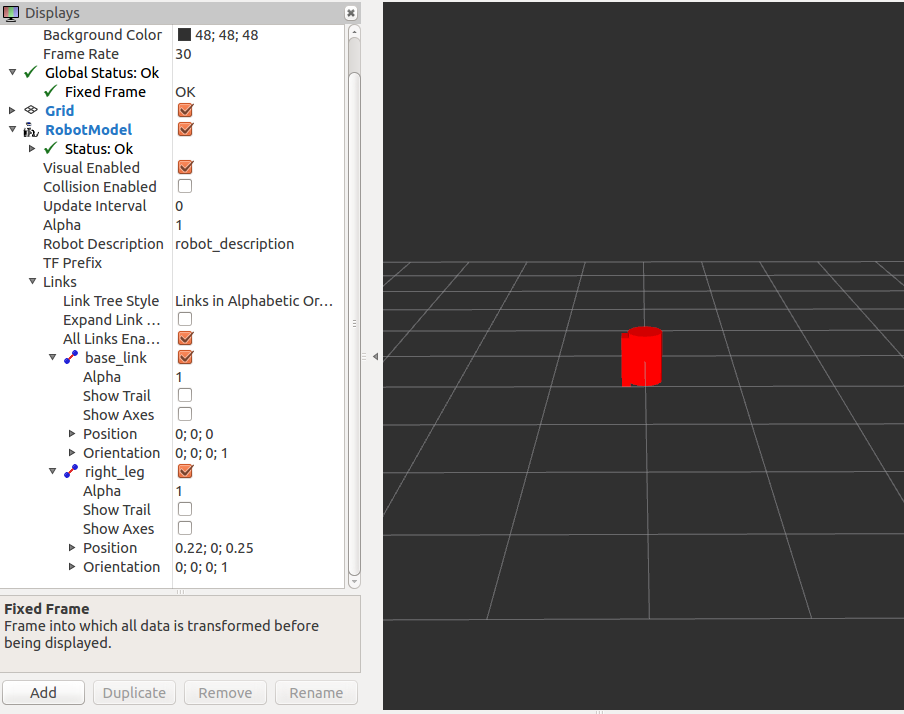 Displays
Background Color 48; 48; 48
Frame Rate 30
Global Status: Ok
Fixed Frame OK
Grid
RobotModel
Status: Ok
Visual Enabled
Collision Enabled
Update Interval 0
Alpha 1
Robot Description robot_description
TF Prefix
Links
Link Tree Style Links in Alphabetic Or...
Expand Link ...
All Links Ena...
base_link
Alpha 1
Show Trail
Show Axes
Position 0; 0; 0
Orientation 0; 0; 0; 1
right_leg
Alpha 1
Show Trail
Show Axes
Position 0.22; 0; 0.25
Orientation 0; 0; 0; 1
Fixed Frame
Frame into which all data is transformed before
being displayed.
Add Duplicate Remove Rename